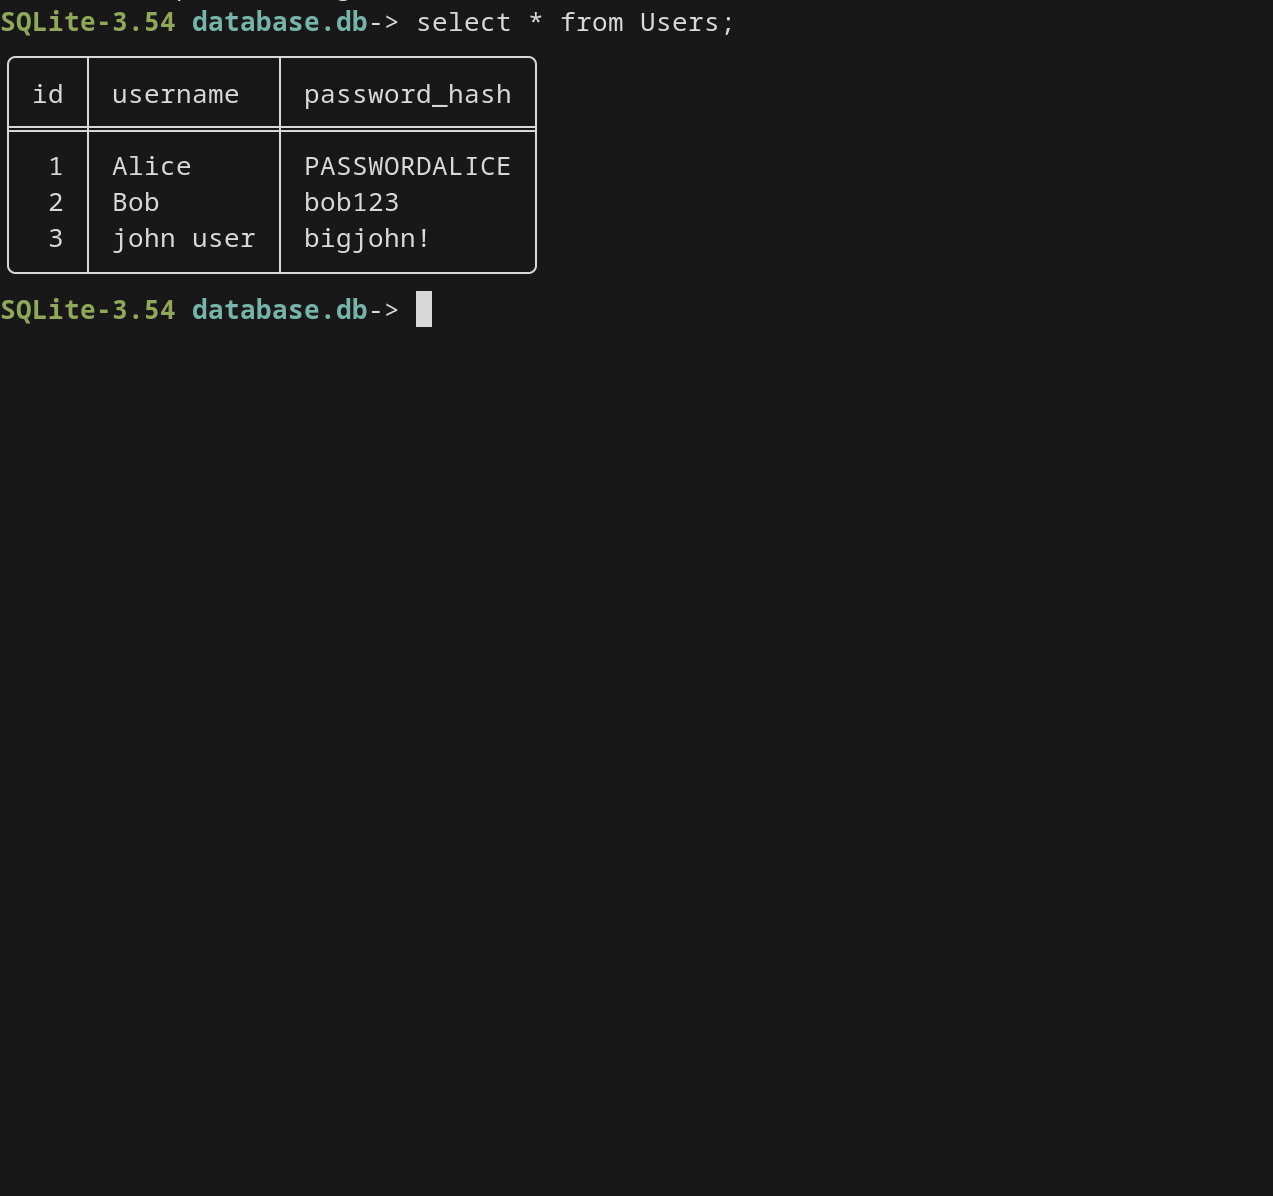 SQLite-3.54 database.db-> select * from Users;
id username password_hash
1 Alice PASSWORDALICE
2 Bob bob123
3 john user bigjohn!
SQLite-3.54 database.db->